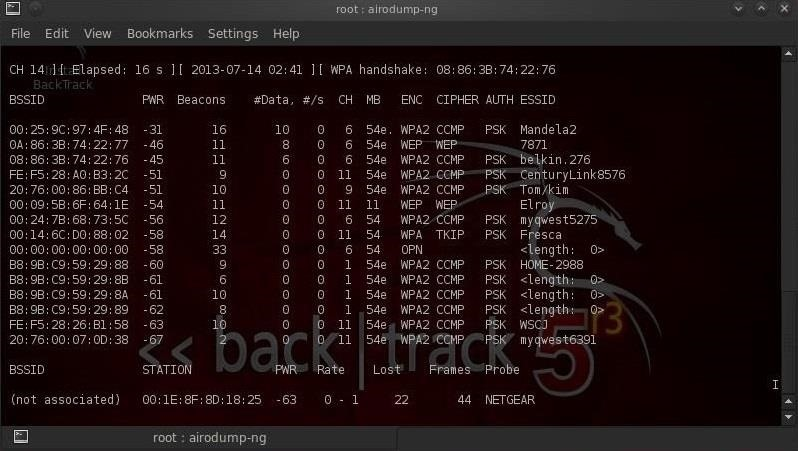 root : airodump-ng
File Edit View Bookmarks Settings Help
CH 14 ][ Elapsed: 16 s ][ 2013-07-14 02:41 ][ WPA handshake: 08:86:3B:74:22:76
BackTrack
BSSID PWR Beacons #Data, #/s CH MB ENC CIPHER AUTH ESSID
00:25:9C:97:4F:48 -31 16 10 0 6 54e. WPA2 CCMP PSK Mandela2
0A:86:3B:74:22:77 -46 11 8 0 6 54e WEP WEP 7871
08:86:3B:74:22:76 -45 11 6 0 6 54e WPA2 CCMP PSK belkin.276
FE:F5:28:A0:B3:2C -51 9 0 0 11 54e WPA2 CCMP PSK CenturyLink8576
20:76:00:86:BB:C4 -51 10 0 0 9 54e WPA2 CCMP PSK Tom/kim
00:09:5B:6F:64:1E -54 11 0 0 11 11 WEP WEP Elroy
00:24:7B:68:73:5C -56 12 0 0 6 54 WPA2 CCMP PSK myqwest5275
00:14:6C:D0:88:02 -58 14 0 0 11 54 WPA TKIP PSK Fresca
00:00:00:00:00:00 -58 33 0 0 6 54 OPN <length: 0>
B8:9B:C9:59:29:88 -60 9 0 0 1 54e WPA2 CCMP PSK HOME-2988
B8:9B:C9:59:29:8B -61 6 0 0 1 54e WPA2 CCMP PSK <length: 0>
B8:9B:C9:59:29:8A -61 10 0 0 1 54e WPA2 CCMP PSK <length: 0>
B8:9B:C9:59:29:89 -62 8 0 0 1 54e WPA2 CCMP PSK <length: 0>
FE:F5:28:26:B1:58 -63 10 0 0 11 54e WPA2 CCMP PSK WSCJ
20:76:00:07:0D:38 -67 2 0 0 11 54e WPA2 CCMP PSK myqwest6391
<< back | track 5 r3
BSSID STATION PWR Rate Lost Frames Probe
(not associated) 00:1E:8F:8D:18:25 -63 0 - 1 22 44 NETGEAR
root : airodump-ng